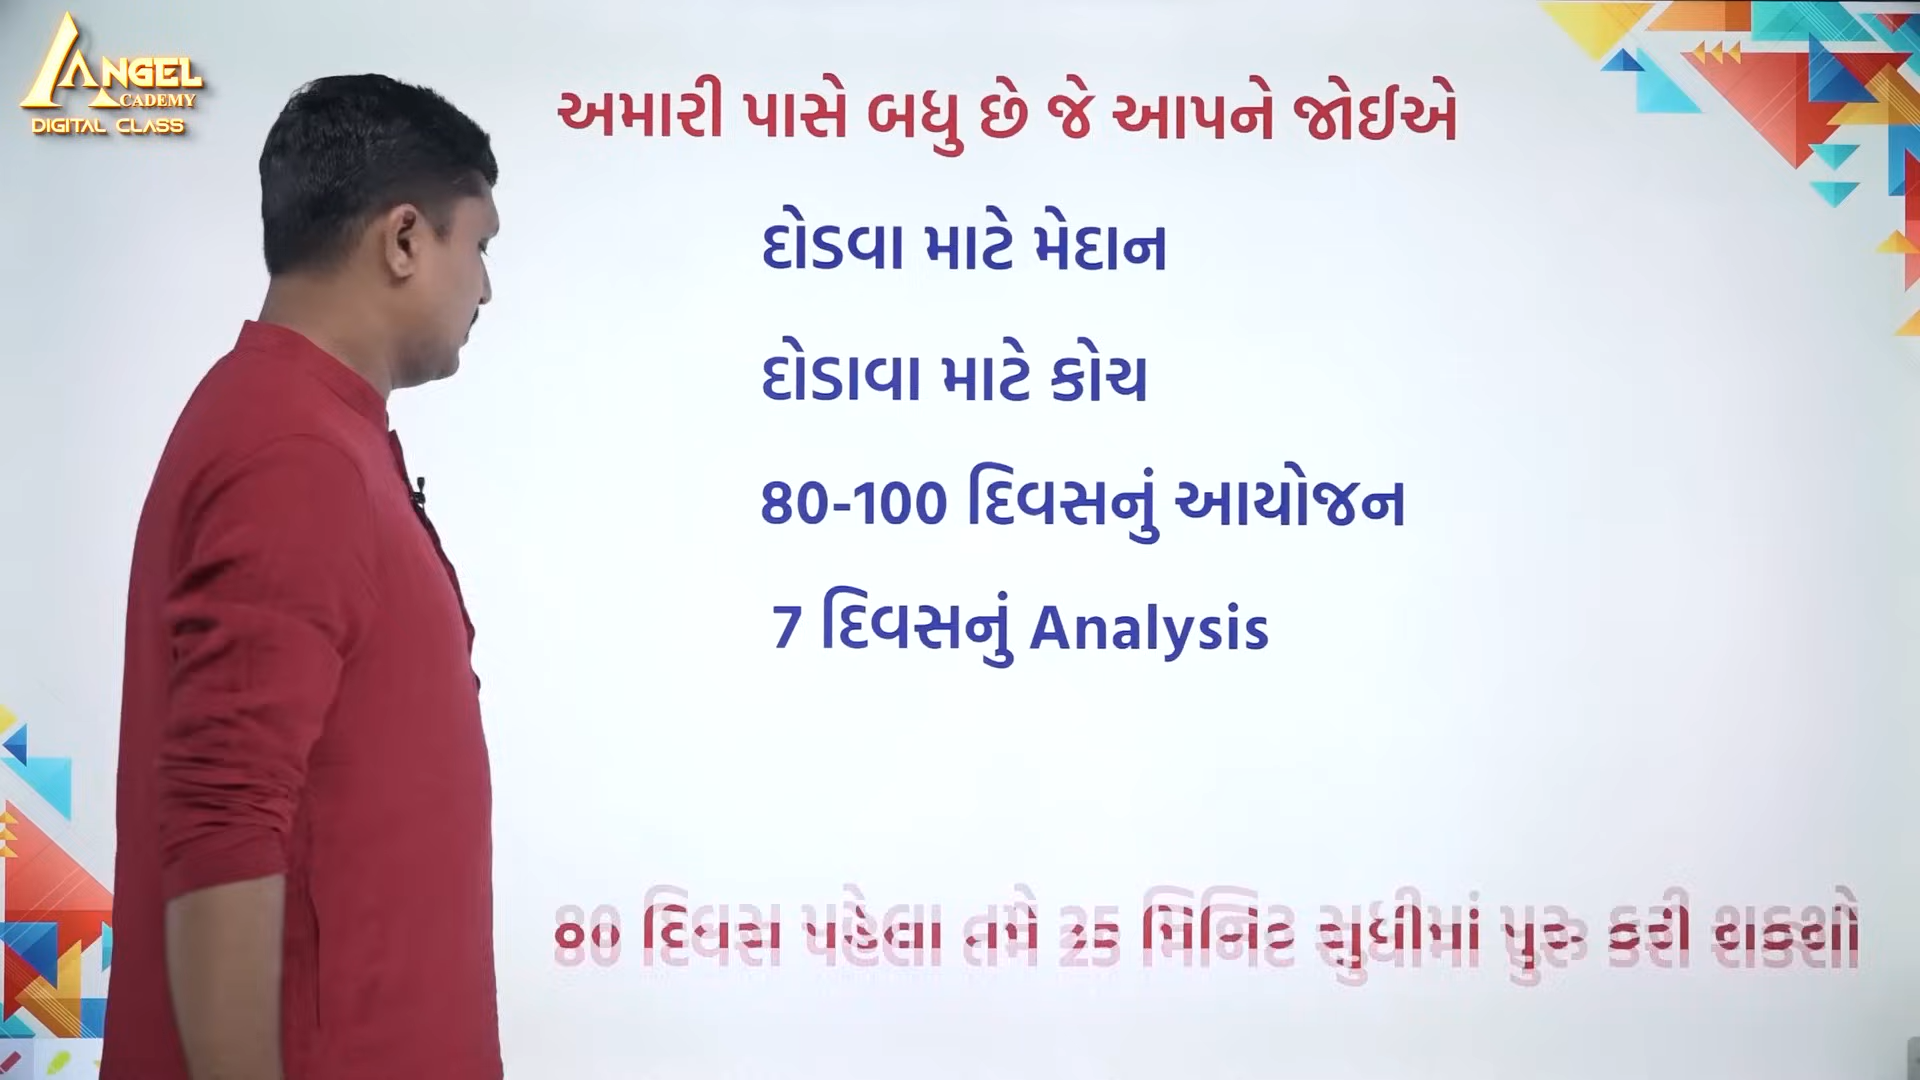 ANGEL
ACADEMY
DIGITAL CLASS
અમારી પાસે બધુ છે જે આપને જોઈએ
દોડવા માટે મેદાન
દોડાવા માટે કોચ
80-100 દિવસનું આયોજન
7 દિવસનું Analysis
80 દિવસ પહેલા તમે 25 મિનિટ સુધીમાં પુરુ કરી શકશો